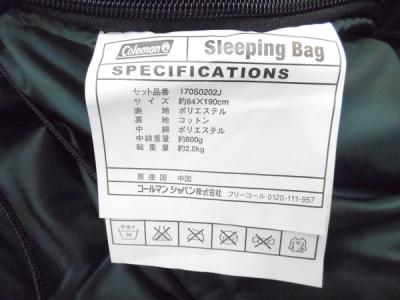 Coleman
Sleeping Bag
SPECIFICATIONS
セット品番 170S0202J
サイズ 約84×190cm
表地 ポリエステル
裏地 コットン
中綿 ポリエステル
中綿重量 約800g
総重量 約2.0kg
原産国 中国
コールマン ジャパン株式会社 フリーコール 0120-111-957
手洗イ
30